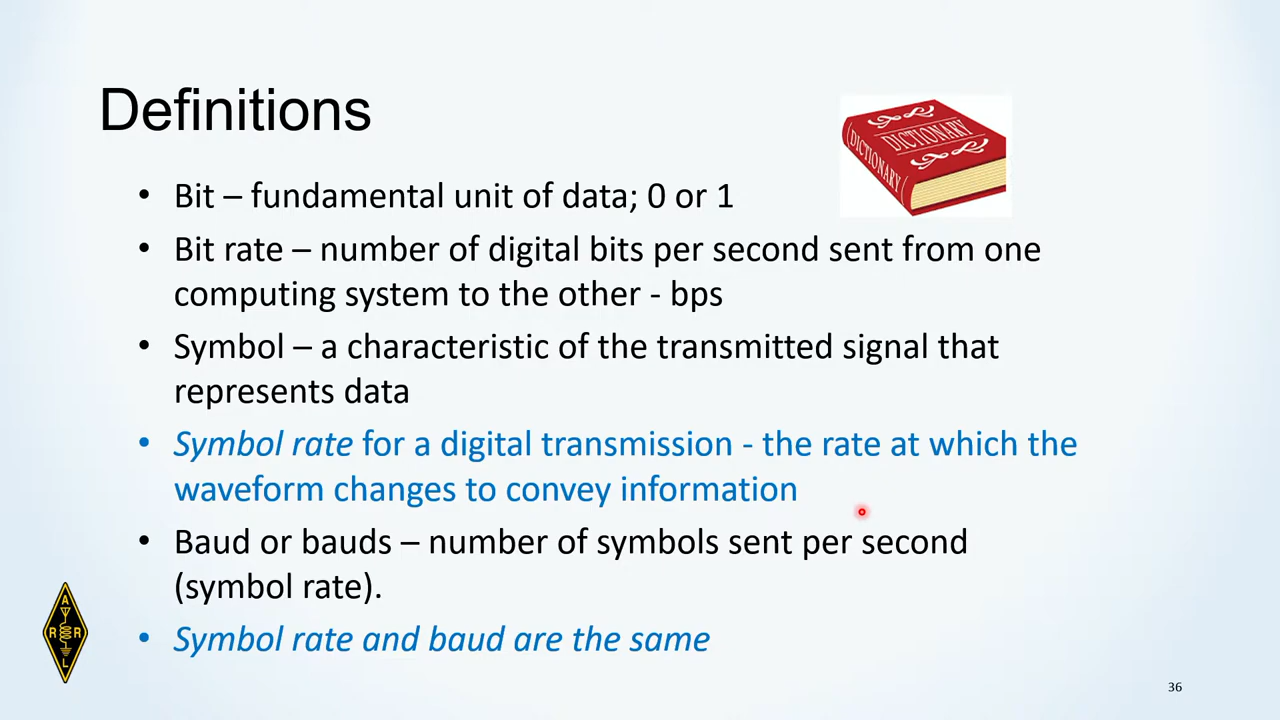 Definitions
DICTIONARY
DICTIONARY
• Bit – fundamental unit of data; 0 or 1
• Bit rate – number of digital bits per second sent from one
computing system to the other - bps
• Symbol – a characteristic of the transmitted signal that
represents data
• Symbol rate for a digital transmission - the rate at which the
waveform changes to convey information
• Baud or bauds – number of symbols sent per second
(symbol rate).
• Symbol rate and baud are the same
A
R R
L
36